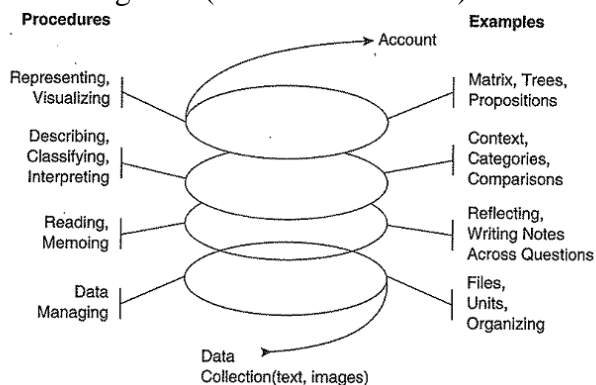 Procedures
Examples
Account
Representing,
Visualizing
Matrix, Trees,
Propositions
Describing,
Classifying,
Interpreting
Context,
Categories,
Comparisons
Reading,
Memoing
Reflecting,
Writing Notes
Across Questions
Data
Managing
Files,
Units,
Organizing
Data
Collection(text, images)